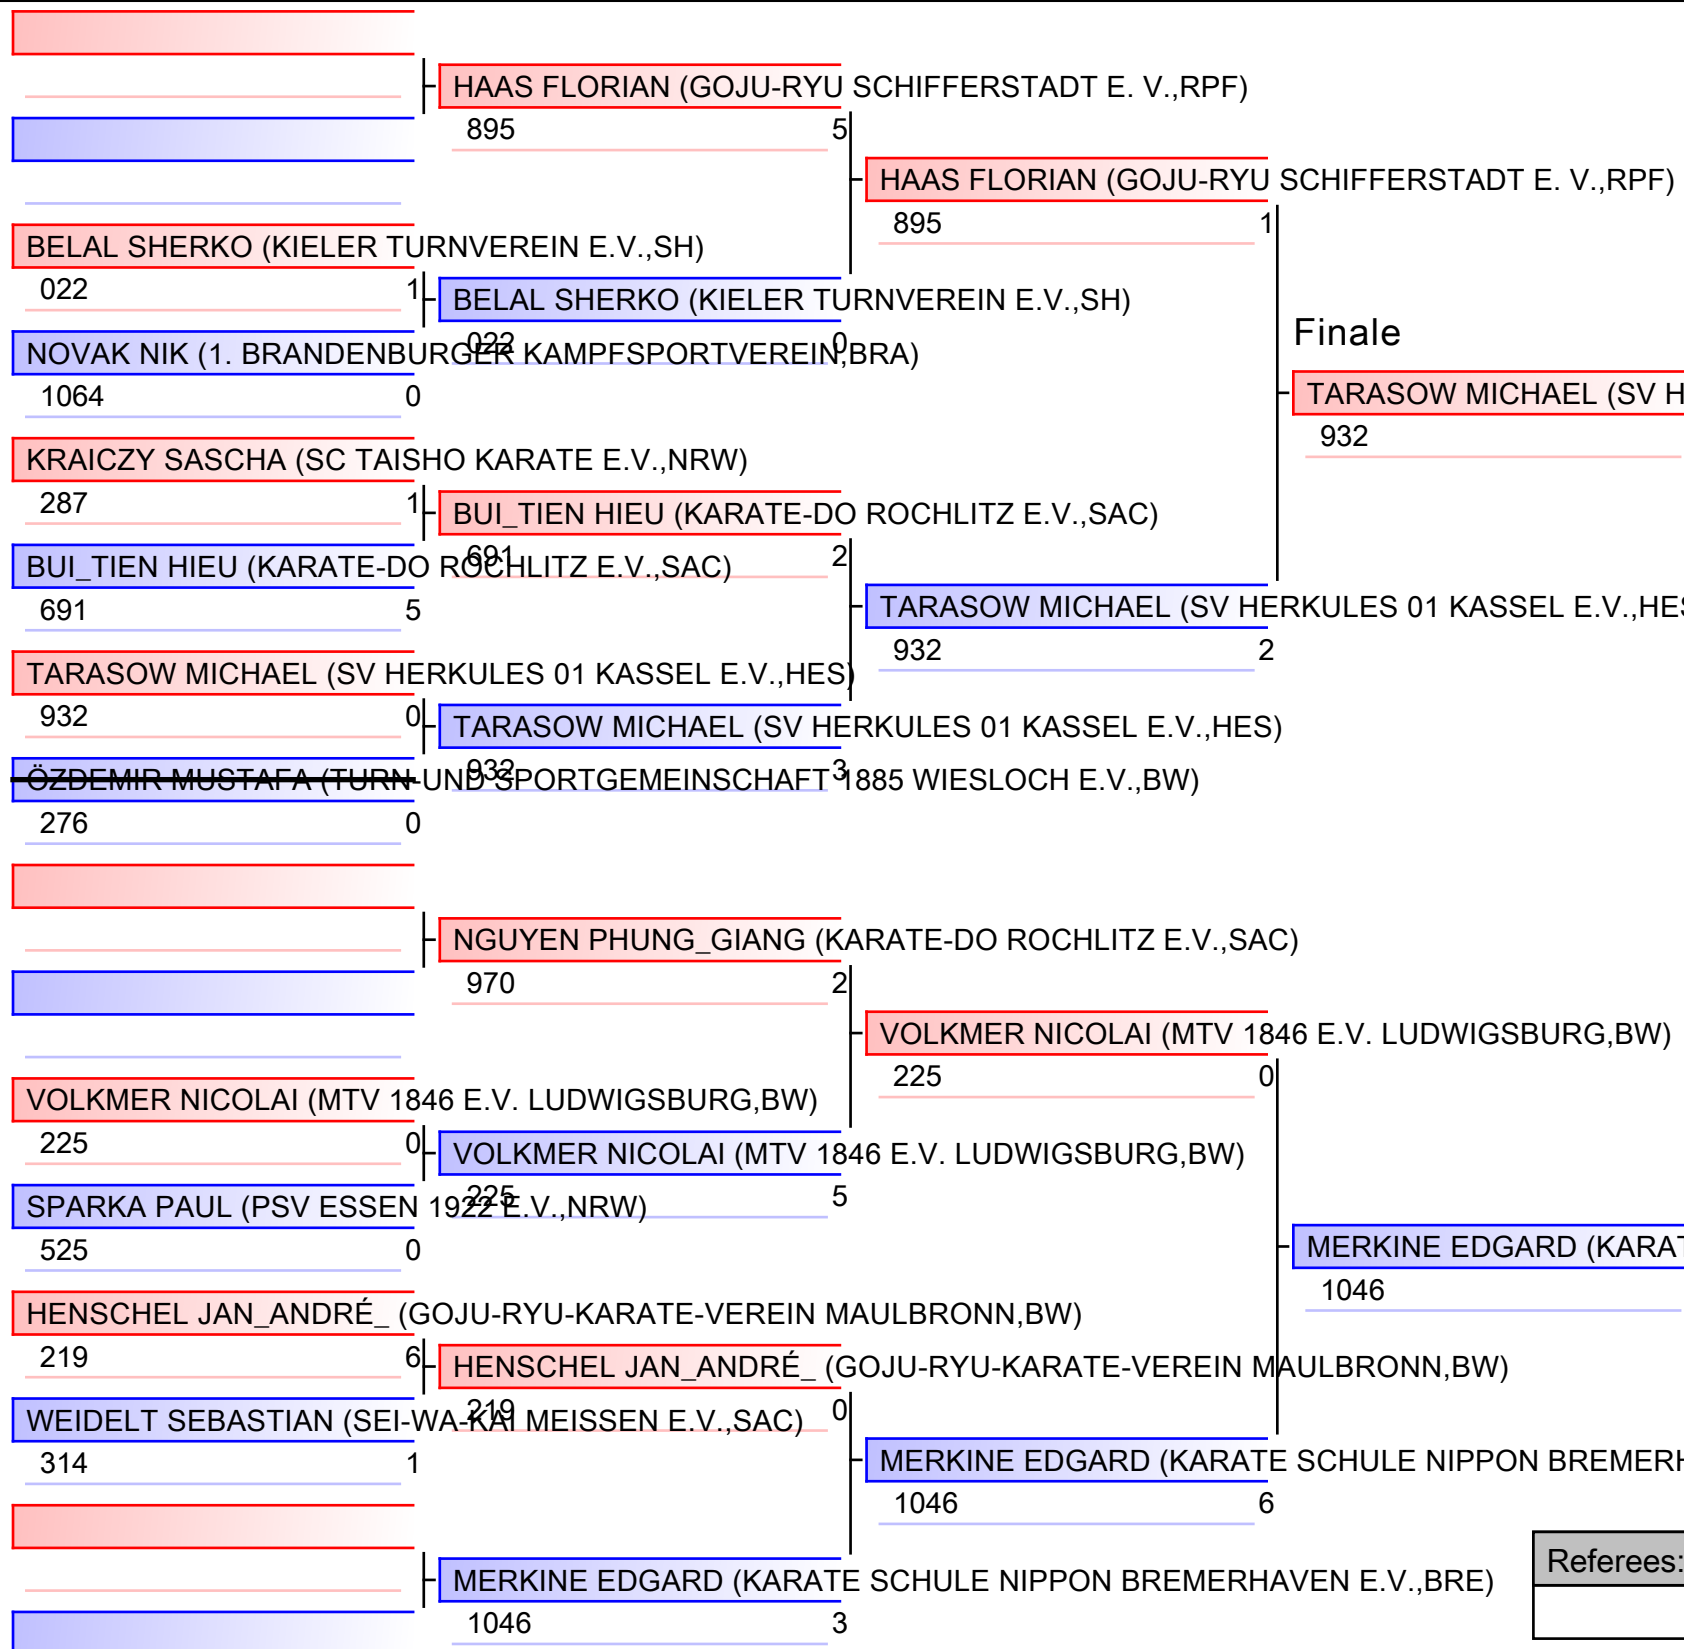 HAAS FLORIAN (GOJU-RYU SCHIFFERSTADT E. V.,RPF)
895 5
HAAS FLORIAN (GOJU-RYU SCHIFFERSTADT E. V.,RPF)
895 1
BELAL SHERKO (KIELER TURNVEREIN E.V.,SH)
022 1
BELAL SHERKO (KIELER TURNVEREIN E.V.,SH)
022 0
Finale
NOVAK NIK (1. BRANDENBURGER KAMPFSPORTVEREIN,BRA)
1064 0
TARASOW MICHAEL (SV H
932
KRAICZY SASCHA (SC TAISHO KARATE E.V.,NRW)
287 1
BUI_TIEN HIEU (KARATE-DO ROCHLITZ E.V.,SAC)
691 2
BUI_TIEN HIEU (KARATE-DO ROCHLITZ E.V.,SAC)
691 5
TARASOW MICHAEL (SV HERKULES 01 KASSEL E.V.,HES
932 2
TARASOW MICHAEL (SV HERKULES 01 KASSEL E.V.,HES)
932 0
TARASOW MICHAEL (SV HERKULES 01 KASSEL E.V.,HES)
932 3
ÖZDEMIR MUSTAFA (TURN-UND SPORTGEMEINSCHAFT 1885 WIESLOCH E.V.,BW)
276 0
NGUYEN PHUNG_GIANG (KARATE-DO ROCHLITZ E.V.,SAC)
970 2
VOLKMER NICOLAI (MTV 1846 E.V. LUDWIGSBURG,BW)
225 0
VOLKMER NICOLAI (MTV 1846 E.V. LUDWIGSBURG,BW)
225 0
VOLKMER NICOLAI (MTV 1846 E.V. LUDWIGSBURG,BW)
225 5
SPARKA PAUL (PSV ESSEN 1922 E.V.,NRW)
525 0
MERKINE EDGARD (KARAT
1046
HENSCHEL JAN_ANDRÉ_ (GOJU-RYU-KARATE-VEREIN MAULBRONN,BW)
219 6
HENSCHEL JAN_ANDRÉ_ (GOJU-RYU-KARATE-VEREIN MAULBRONN,BW)
219 0
WEIDELT SEBASTIAN (SEI-WA-KAI MEISSEN E.V.,SAC)
314 1
MERKINE EDGARD (KARATE SCHULE NIPPON BREMERH
1046 6
Referees:
MERKINE EDGARD (KARATE SCHULE NIPPON BREMERHAVEN E.V.,BRE)
1046 3